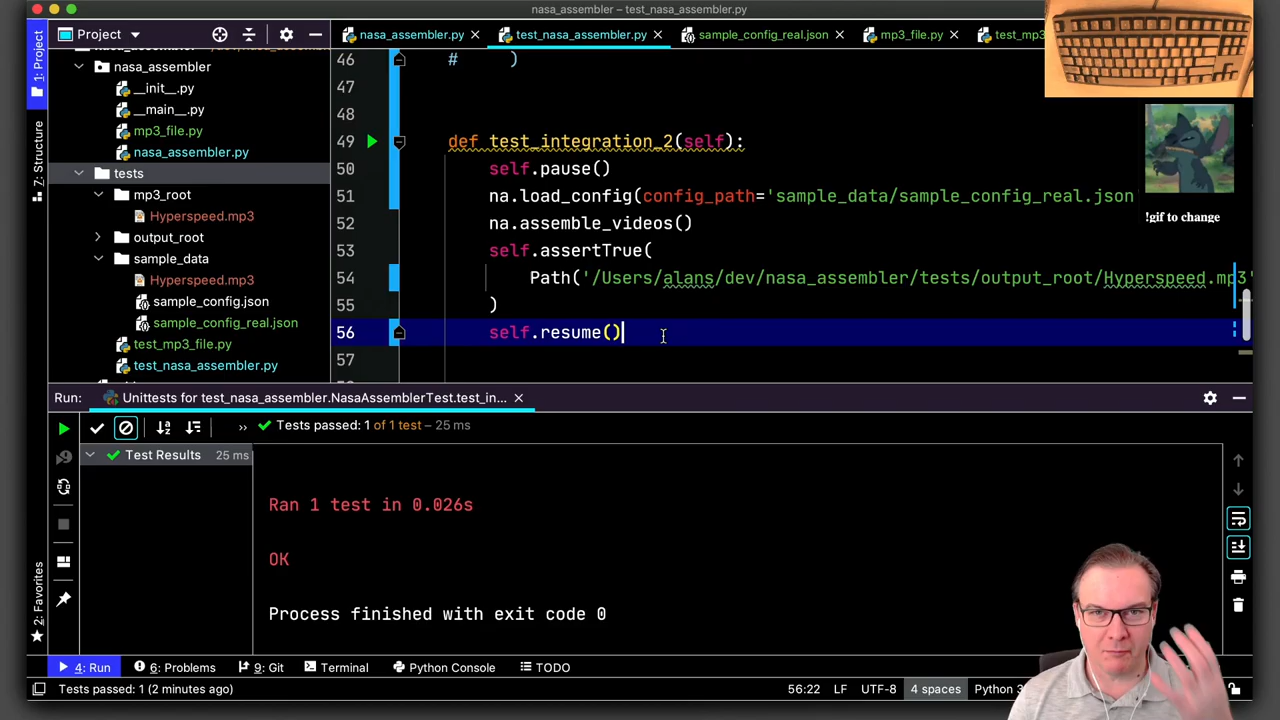 nasa_assembler – test_nasa_assembler.py
Project
nasa_assembler.py
test_nasa_assembler.py
sample_config_real.json
mp3_file.py
test_mp3
1: Project
Z: Structure
2: Favorites
nasa_assembler
__init__.py
__main__.py
mp3_file.py
nasa_assembler.py
tests
mp3_root
Hyperspeed.mp3
output_root
sample_data
Hyperspeed.mp3
sample_config.json
sample_config_real.json
test_mp3_file.py
test_nasa_assembler.py
46 # )
47
48
49 def test_integration_2(self):
50 self.pause()
51 na.load_config(config_path='sample_data/sample_config_real.json
52 na.assemble_videos()
53 self.assertTrue(
54 Path('/Users/alans/dev/nasa_assembler/tests/output_root/Hyperspeed.mp3'
55 )
56 self.resume()
57
!gif to change
Run: Unittests for test_nasa_assembler.NasaAssemblerTest.test_in...
» Tests passed: 1 of 1 test – 25 ms
Test Results 25 ms
Ran 1 test in 0.026s
OK
Process finished with exit code 0
4: Run 6: Problems 9: Git Terminal Python Console TODO
Tests passed: 1 (2 minutes ago) 56:22 LF UTF-8 4 spaces Python 3